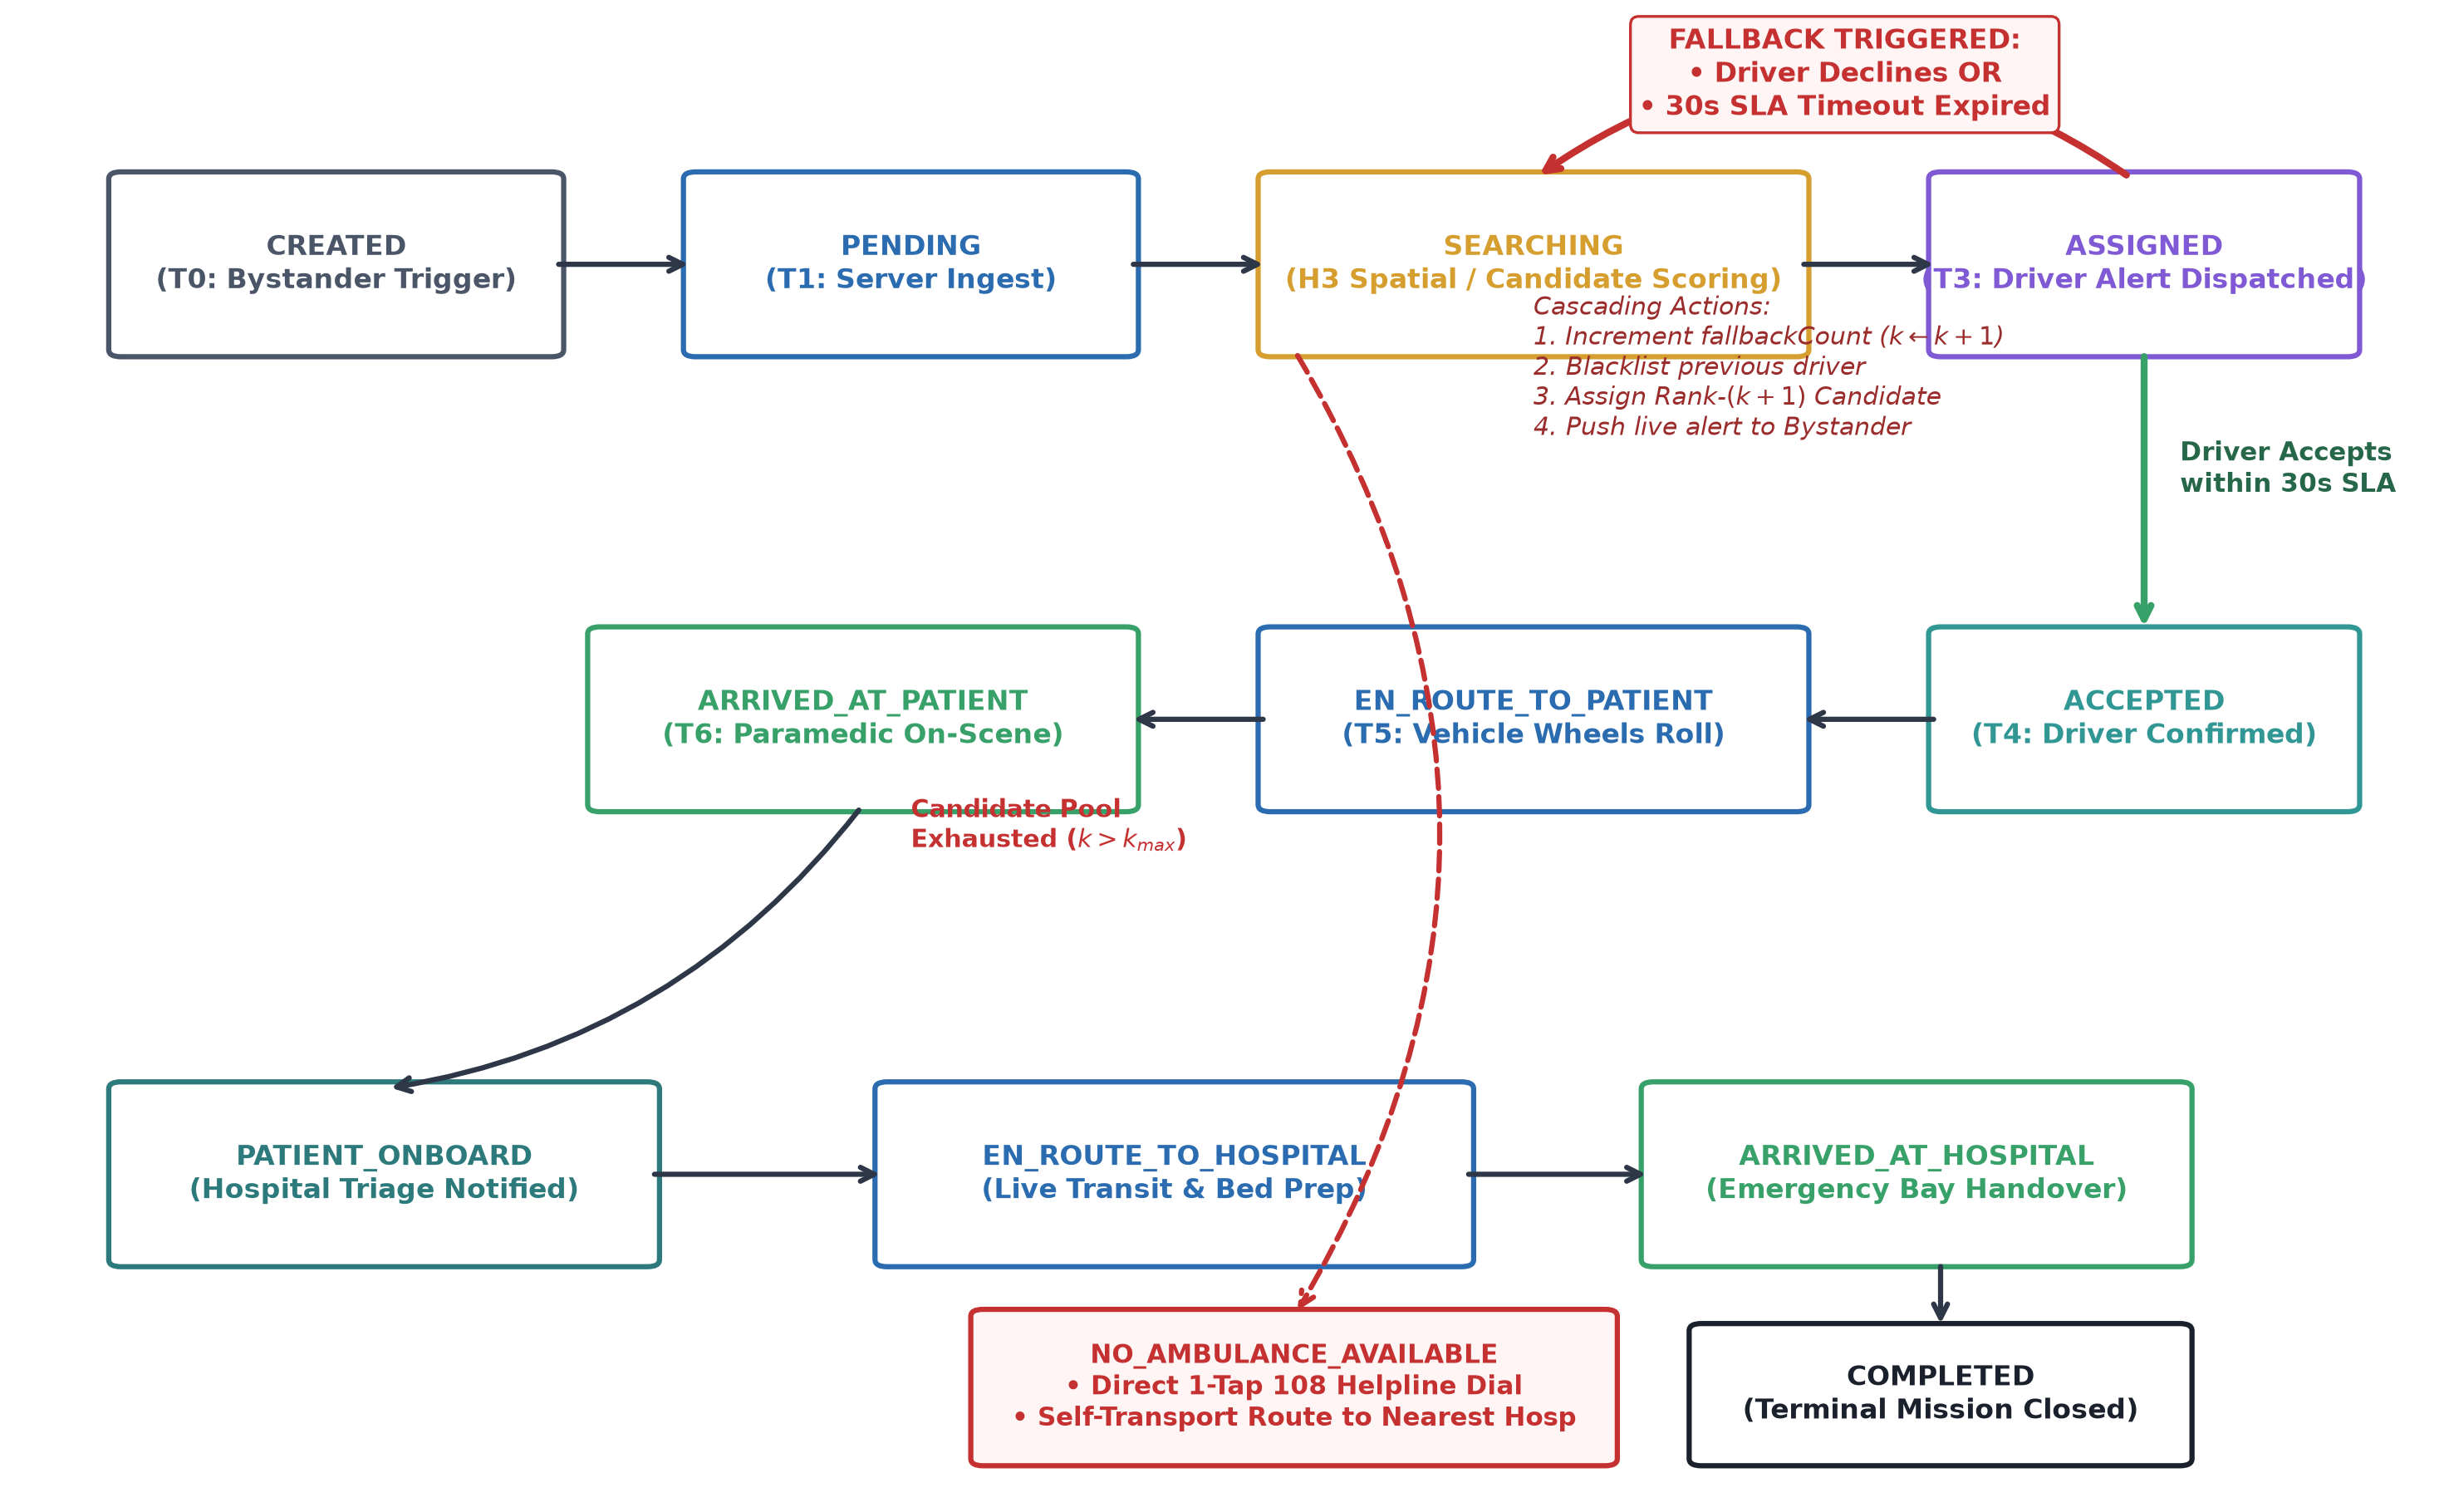 FALLBACK TRIGGERED:
• Driver Declines OR
• 30s SLA Timeout Expired
CREATED
(T0: Bystander Trigger)
PENDING
(T1: Server Ingest)
SEARCHING
(H3 Spatial / Candidate Scoring)
ASSIGNED
(T3: Driver Alert Dispatched)
Cascading Actions:
1. Increment fallbackCount (k ← k + 1)
2. Blacklist previous driver
3. Assign Rank-(k + 1) Candidate
4. Push live alert to Bystander
Driver Accepts
within 30s SLA
ARRIVED_AT_PATIENT
(T6: Paramedic On-Scene)
EN_ROUTE_TO_PATIENT
(T5: Vehicle Wheels Roll)
ACCEPTED
(T4: Driver Confirmed)
Candidate Pool
Exhausted (k > k_max)
PATIENT_ONBOARD
(Hospital Triage Notified)
EN_ROUTE_TO_HOSPITAL
(Live Transit & Bed Prep)
ARRIVED_AT_HOSPITAL
(Emergency Bay Handover)
NO_AMBULANCE_AVAILABLE
• Direct 1-Tap 108 Helpline Dial
• Self-Transport Route to Nearest Hosp
COMPLETED
(Terminal Mission Closed)